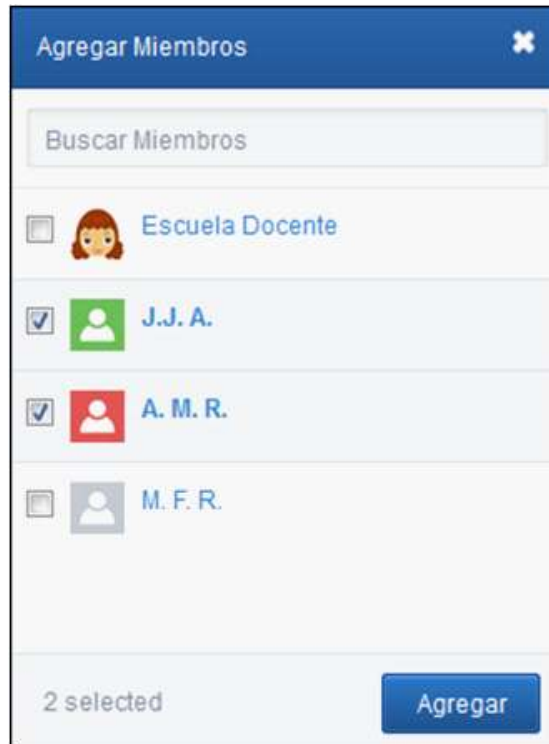 Agregar Miembros
Buscar Miembros
Escuela Docente
J.J. A.
A. M. R.
M. F. R.
2 selected
Agregar